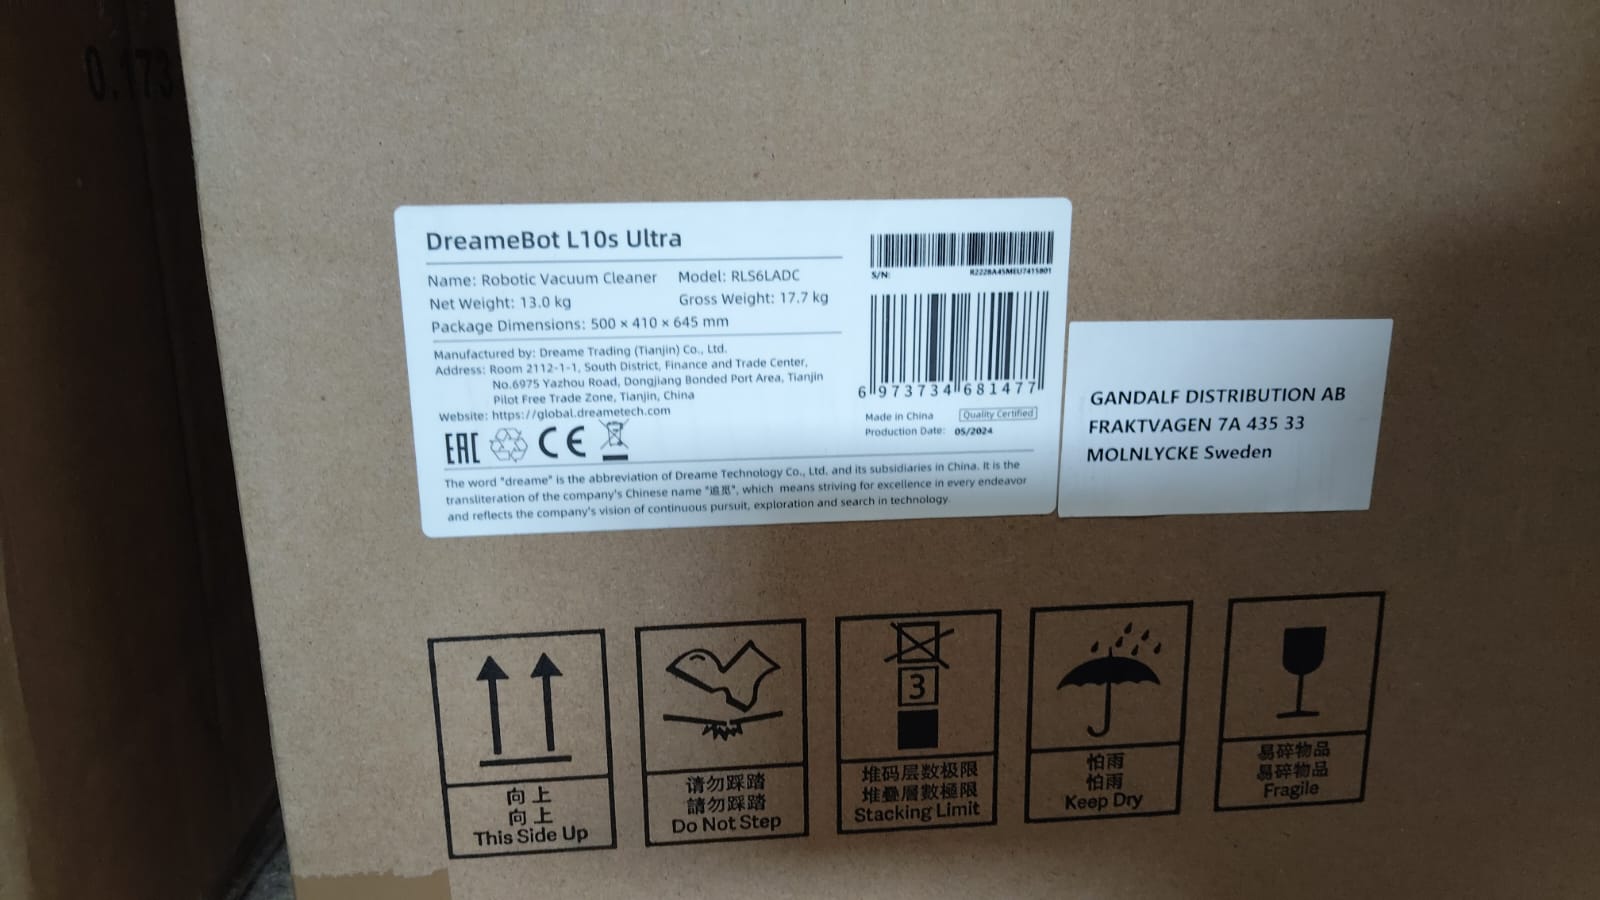 0.173
DreameBot L10s Ultra
Name: Robotic Vacuum Cleaner Model: RLS6LADC
Net Weight: 13.0 kg Gross Weight: 17.7 kg
Package Dimensions: 500 × 410 × 645 mm
Manufactured by: Dreame Trading (Tianjin) Co., Ltd.
Address: Room 2112-1-1, South District, Finance and Trade Center,
No.6975 Yazhou Road, Dongjiang Bonded Port Area, Tianjin
Pilot Free Trade Zone, Tianjin, China
Website: https://global.dreametech.com
EAC CE
The word "dreame" is the abbreviation of Dreame Technology Co., Ltd. and its subsidiaries in China. It is the
transliteration of the company's Chinese name "追觅", which means striving for excellence in every endeavor
and reflects the company's vision of continuous pursuit, exploration and search in technology.
S/N: R2228A45MEU7415801
6 973734 681477
Made in China Quality Certified
Production Date: 05/2024
GANDALF DISTRIBUTION AB
FRAKTVAGEN 7A 435 33
MOLNLYCKE Sweden
向上
向上
This Side Up
请勿踩踏
請勿踩踏
Do Not Step
3
堆码层数极限
堆疊層數極限
Stacking Limit
怕雨
怕雨
Keep Dry
易碎物品
易碎物品
Fragile